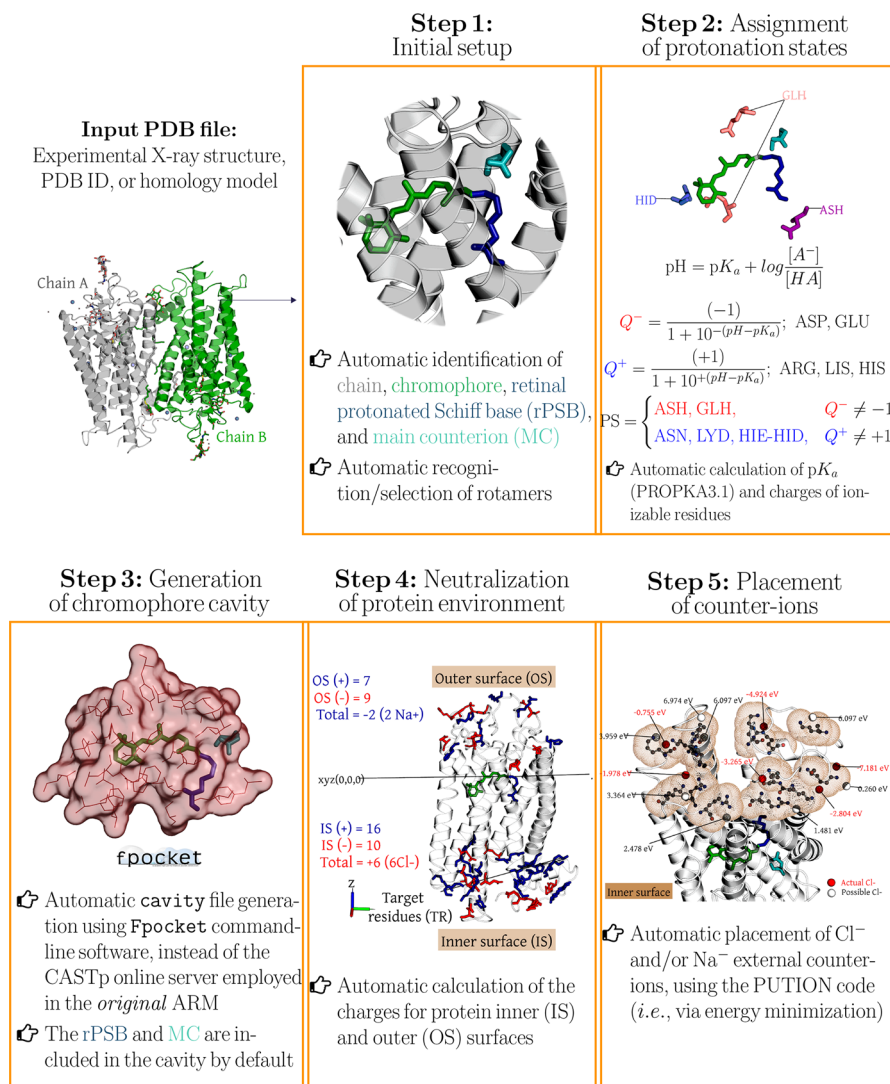 Input PDB file:
Experimental X-ray structure,
PDB ID, or homology model
Chain A
Chain B
Step 1:
Initial setup
Automatic identification of
chain, chromophore, retinal
protonated Schiff base (rPSB),
and main counterion (MC)
Automatic recogni-
tion/selection of rotamers
Step 2: Assignment
of protonation states
GLH
HID
ASH
pH = pKₐ + log [A⁻]/[HA]
Q⁻ = (−1)/(1 + 10^−(pH−pKₐ)); ASP, GLU
Q⁺ = (+1)/(1 + 10^+(pH−pKₐ)); ARG, LIS, HIS
PS = { ASH, GLH, Q⁻ ≠ −1
ASN, LYD, HIE-HID, Q⁺ ≠ +1
Automatic calculation of pKₐ
(PROPKA3.1) and charges of ion-
izable residues
Step 3: Generation
of chromophore cavity
fpocket
Automatic cavity file genera-
tion using Fpocket command-
line software, instead of the
CASTp online server employed
in the original ARM
The rPSB and MC are in-
cluded in the cavity by default
Step 4: Neutralization
of protein environment
OS (+) = 7
OS (-) = 9
Total = -2 (2 Na+)
Outer surface (OS)
xyz(0,0,0)
IS (+) = 16
IS (-) = 10
Total = +6 (6Cl-)
Z
Target
residues (TR)
Inner surface (IS)
Automatic calculation of the
charges for protein inner (IS)
and outer (OS) surfaces
Step 5: Placement
of counter-ions
-4.924 eV
6.974 eV
6.097 eV
-0.755 eV
6.097 eV
3.959 eV
-3.265 eV
-7.181 eV
-1.978 eV
0.260 eV
3.364 eV
-2.804 eV
1.481 eV
2.478 eV
Inner surface
Actual Cl-
Possible Cl-
Automatic placement of Cl⁻
and/or Na⁻ external counter-
ions, using the PUTION code
(i.e., via energy minimization)